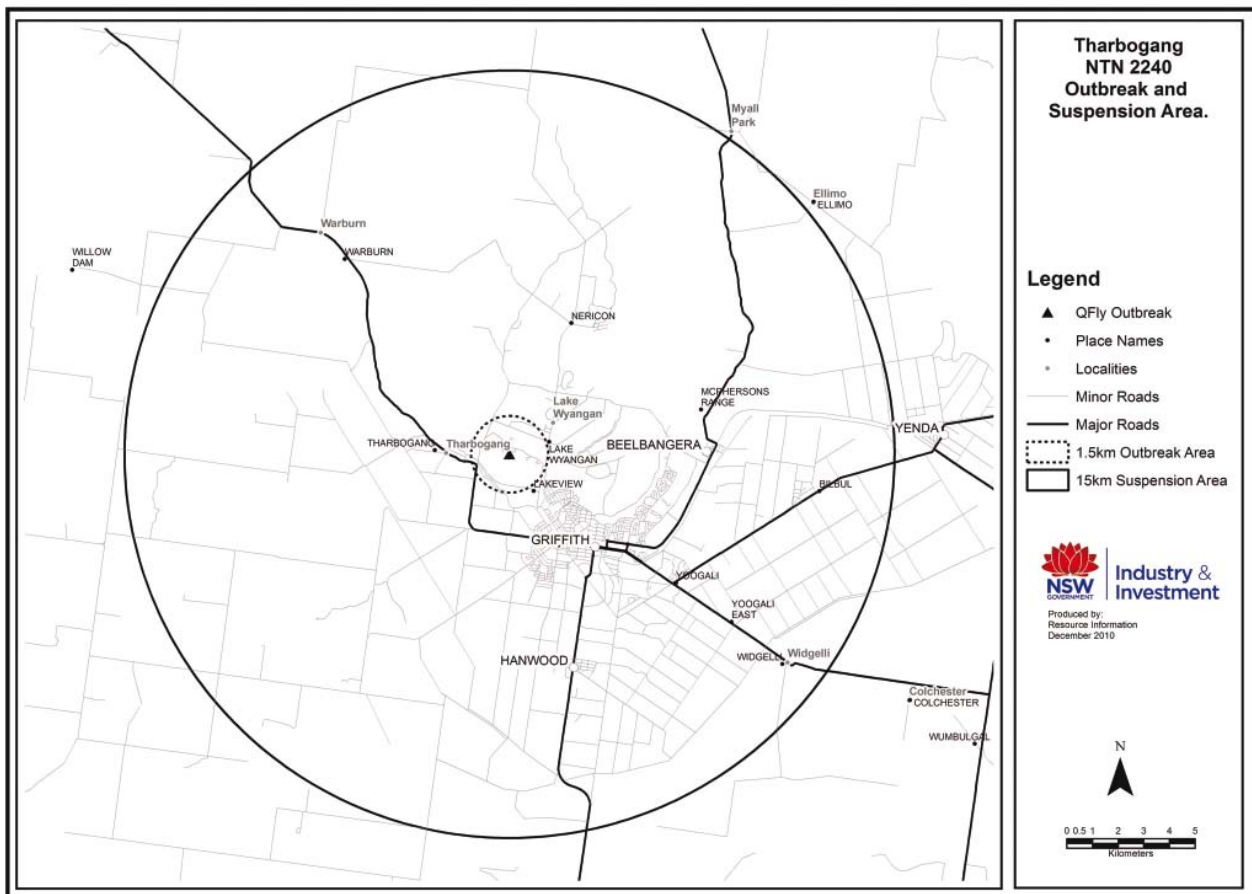 Tharbogang
NTN 2240
Outbreak and
Suspension Area.
Myall
Park
Ellimo
ELLIMO
Warburn
WARBURN
WILLOW
DAM
NERICON
MCPHERSONS
RANGE
Lake
Wyangan
YENDA
THARBOGANG
Tharbogang
LAKE
WYANGAN
BEELBANGERA
LAKEVIEW
BILBUL
GRIFFITH
YOOGALI
YOOGALI
EAST
HANWOOD
WIDGELLI
Widgelli
Colchester
COLCHESTER
WUMBULGAL
Legend
QFly Outbreak
Place Names
Localities
Minor Roads
Major Roads
1.5km Outbreak Area
15km Suspension Area
NSW
GOVERNMENT
Industry &
Investment
Produced by:
Resource Information
December 2010
N
0 0.5 1 2 3 4 5
Kilometers